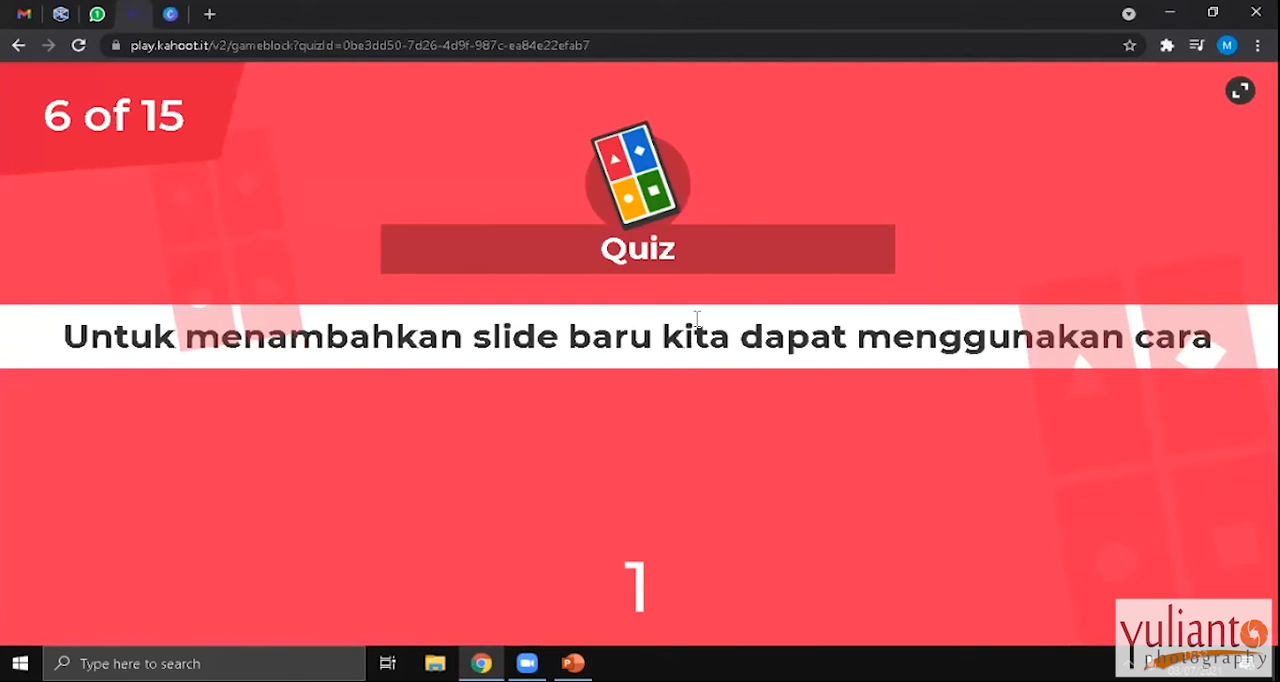 play.kahoot.it/v2/gameblock?quizId=0be3dd50-7d26-4d9f-987c-ea84e22efab7
M
6 of 15
Quiz
Untuk menambahkan slide baru kita dapat menggunakan cara
1
yulianto
photography
Type here to search